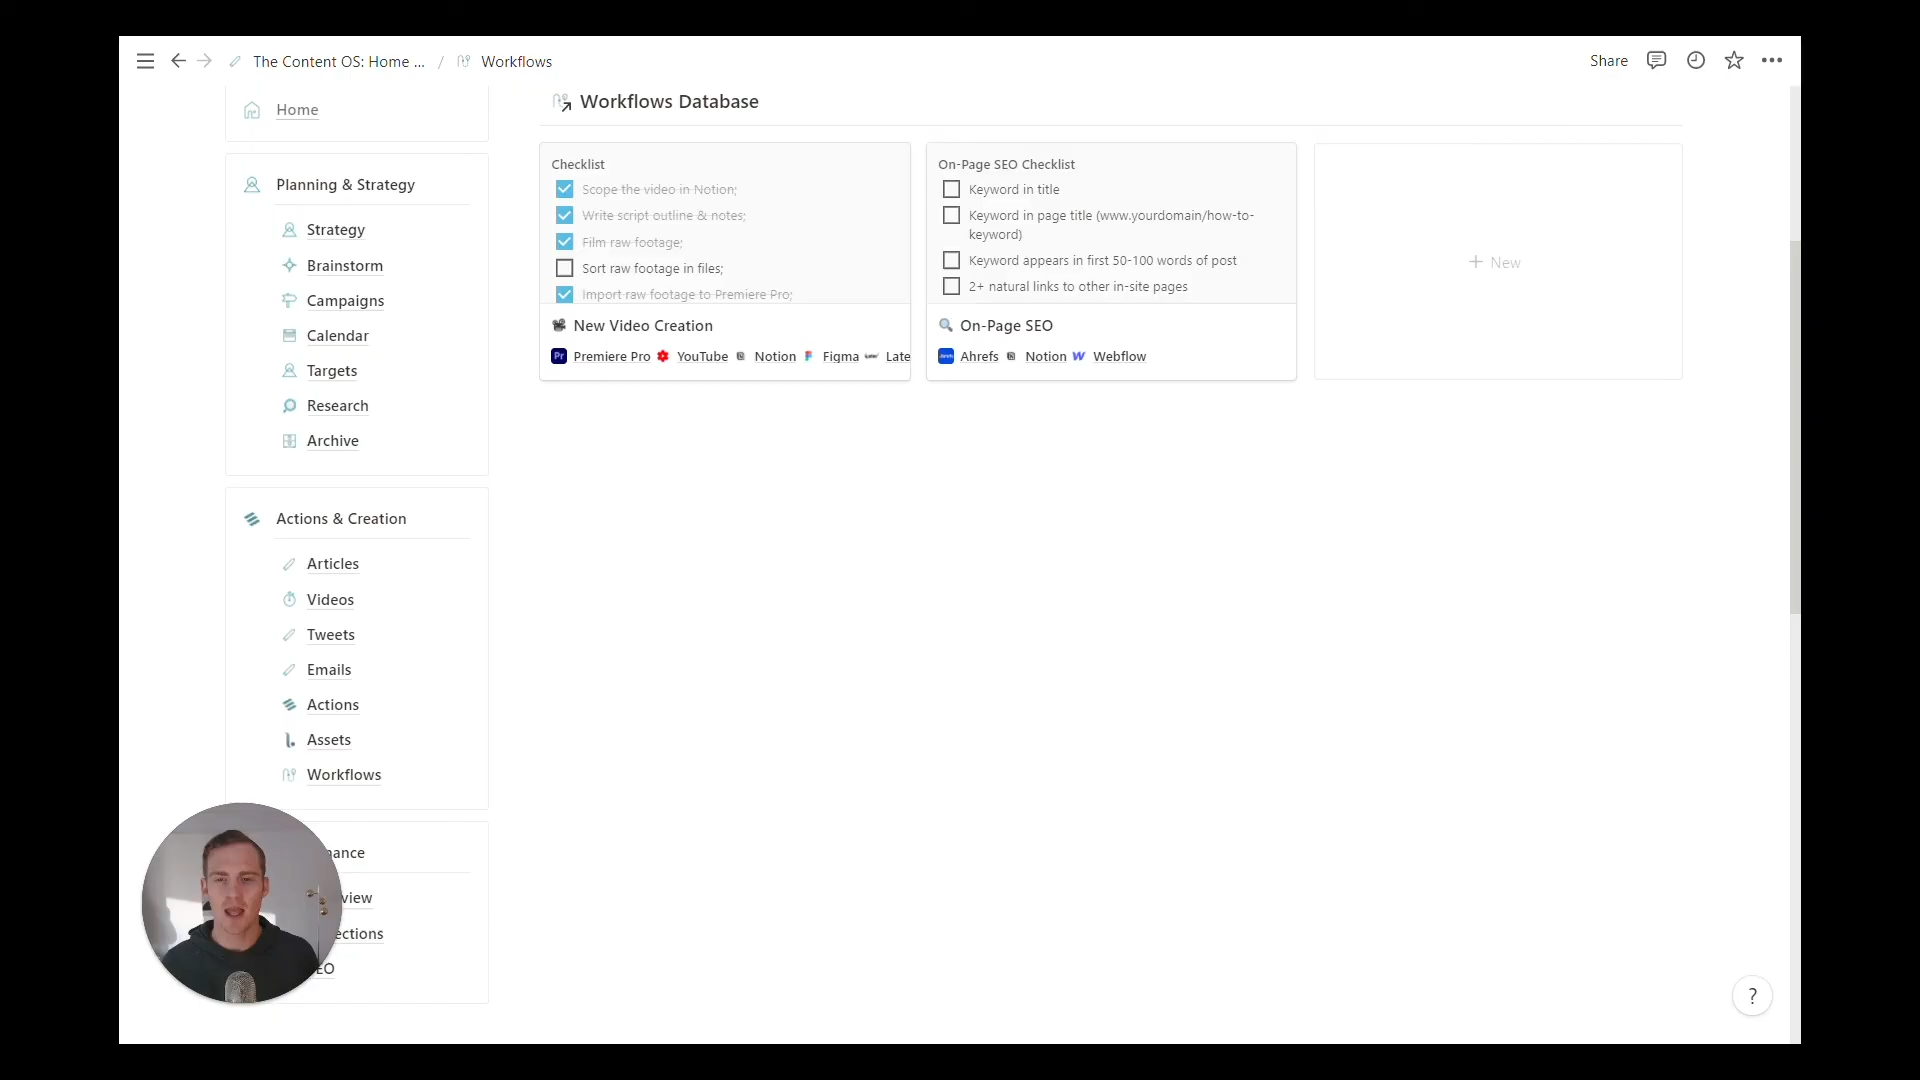 The Content OS: Home ... / Workflows
Share
Home
Planning & Strategy
Strategy
Brainstorm
Campaigns
Calendar
Targets
Research
Archive
Actions & Creation
Articles
Videos
Tweets
Emails
Actions
Assets
Workflows
nance
view
ections
EO
Workflows Database
Checklist
Scope the video in Notion;
Write script outline & notes;
Film raw footage;
Sort raw footage in files;
Import raw footage to Premiere Pro;
New Video Creation
Pr Premiere Pro YouTube Notion Figma Late
On-Page SEO Checklist
Keyword in title
Keyword in page title (www.yourdomain/how-to-
keyword)
Keyword appears in first 50-100 words of post
2+ natural links to other in-site pages
On-Page SEO
Ahrefs Notion Webflow
+ New
?